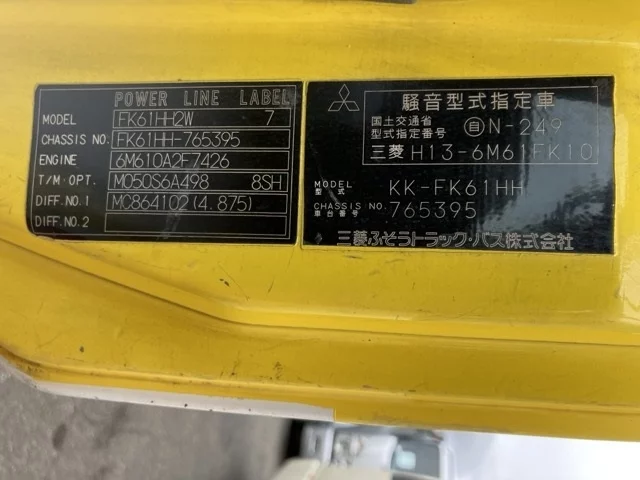 POWER LINE LABEL
MODEL FK61HH2W 7
CHASSIS NO. FK61HH-765395
ENGINE 6M610A2F7426
T/M・OPT. M050S6A498 8SH
DIFF.NO.1 MC864102(4.875)
DIFF.NO.2
騒音型式指定車
国土交通省
型式指定番号 自N-249
三菱 H13-6M61FK10
MODEL
型式 KK-FK61HH
CHASSIS NO.
車台番号 765395
三菱ふそうトラック・バス株式会社